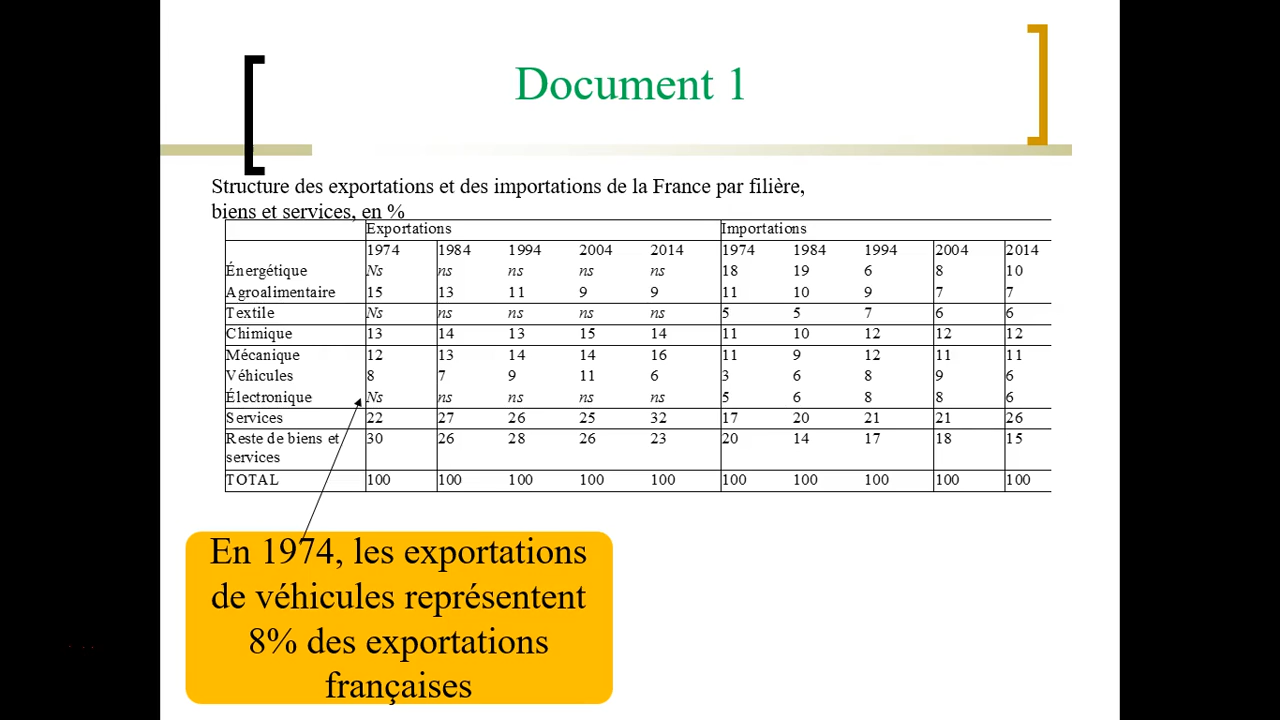 Document 1
Structure des exportations et des importations de la France par filière,
biens et services, en %
Exportations Importations
1974 1984 1994 2004 2014 1974 1984 1994 2004 2014
Énergétique Ns ns ns ns ns 18 19 6 8 10
Agroalimentaire 15 13 11 9 9 11 10 9 7 7
Textile Ns ns ns ns ns 5 5 7 6 6
Chimique 13 14 13 15 14 11 10 12 12 12
Mécanique 12 13 14 14 16 11 9 12 11 11
Véhicules 8 7 9 11 6 3 6 8 9 6
Électronique Ns ns ns ns ns 5 6 8 8 6
Services 22 27 26 25 32 17 20 21 21 26
Reste de biens et 30 26 28 26 23 20 14 17 18 15
services
TOTAL 100 100 100 100 100 100 100 100 100 100
En 1974, les exportations
de véhicules représentent
8% des exportations
françaises